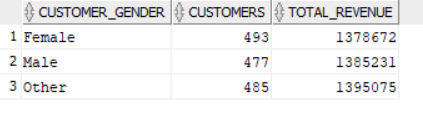 CUSTOMER_GENDER CUSTOMERS TOTAL_REVENUE
1 Female 493 1378672
2 Male 477 1385231
3 Other 485 1395075